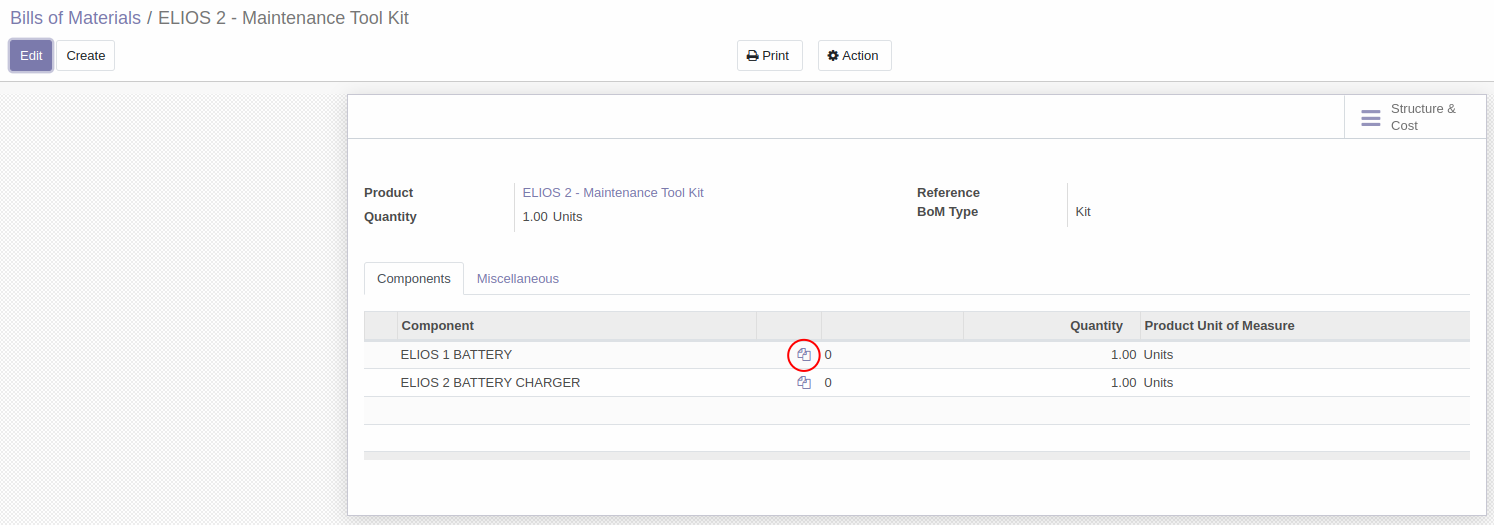 Bills of Materials / ELIOS 2 - Maintenance Tool Kit
Edit Create Print Action
Structure &
Cost
Product ELIOS 2 - Maintenance Tool Kit Reference
Quantity 1.00 Units BoM Type Kit
Components Miscellaneous
Component Quantity Product Unit of Measure
ELIOS 1 BATTERY 0 1.00 Units
ELIOS 2 BATTERY CHARGER 0 1.00 Units